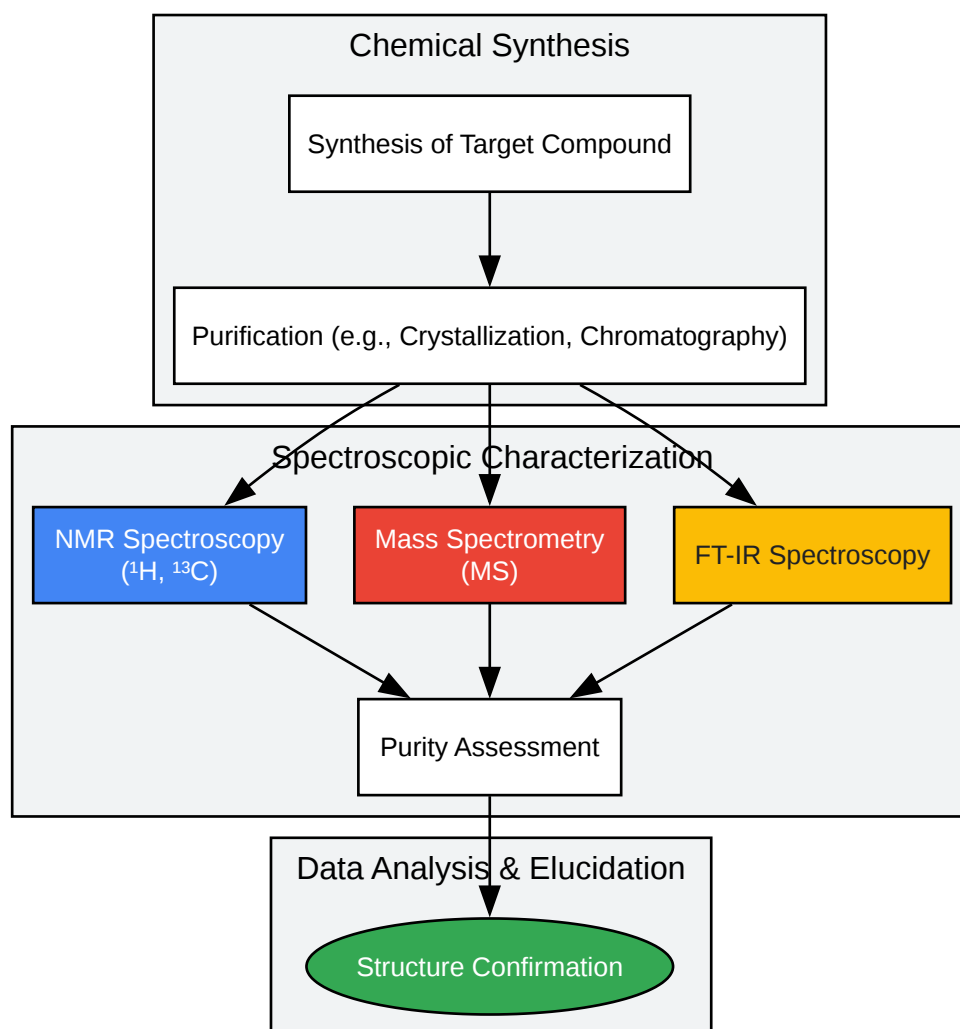 Chemical Synthesis
Synthesis of Target Compound
Purification (e.g., Crystallization, Chromatography)
Spectroscopic Characterization
NMR Spectroscopy
(¹H, ¹³C)
Mass Spectrometry
(MS)
FT-IR Spectroscopy
Purity Assessment
Data Analysis & Elucidation
Structure Confirmation